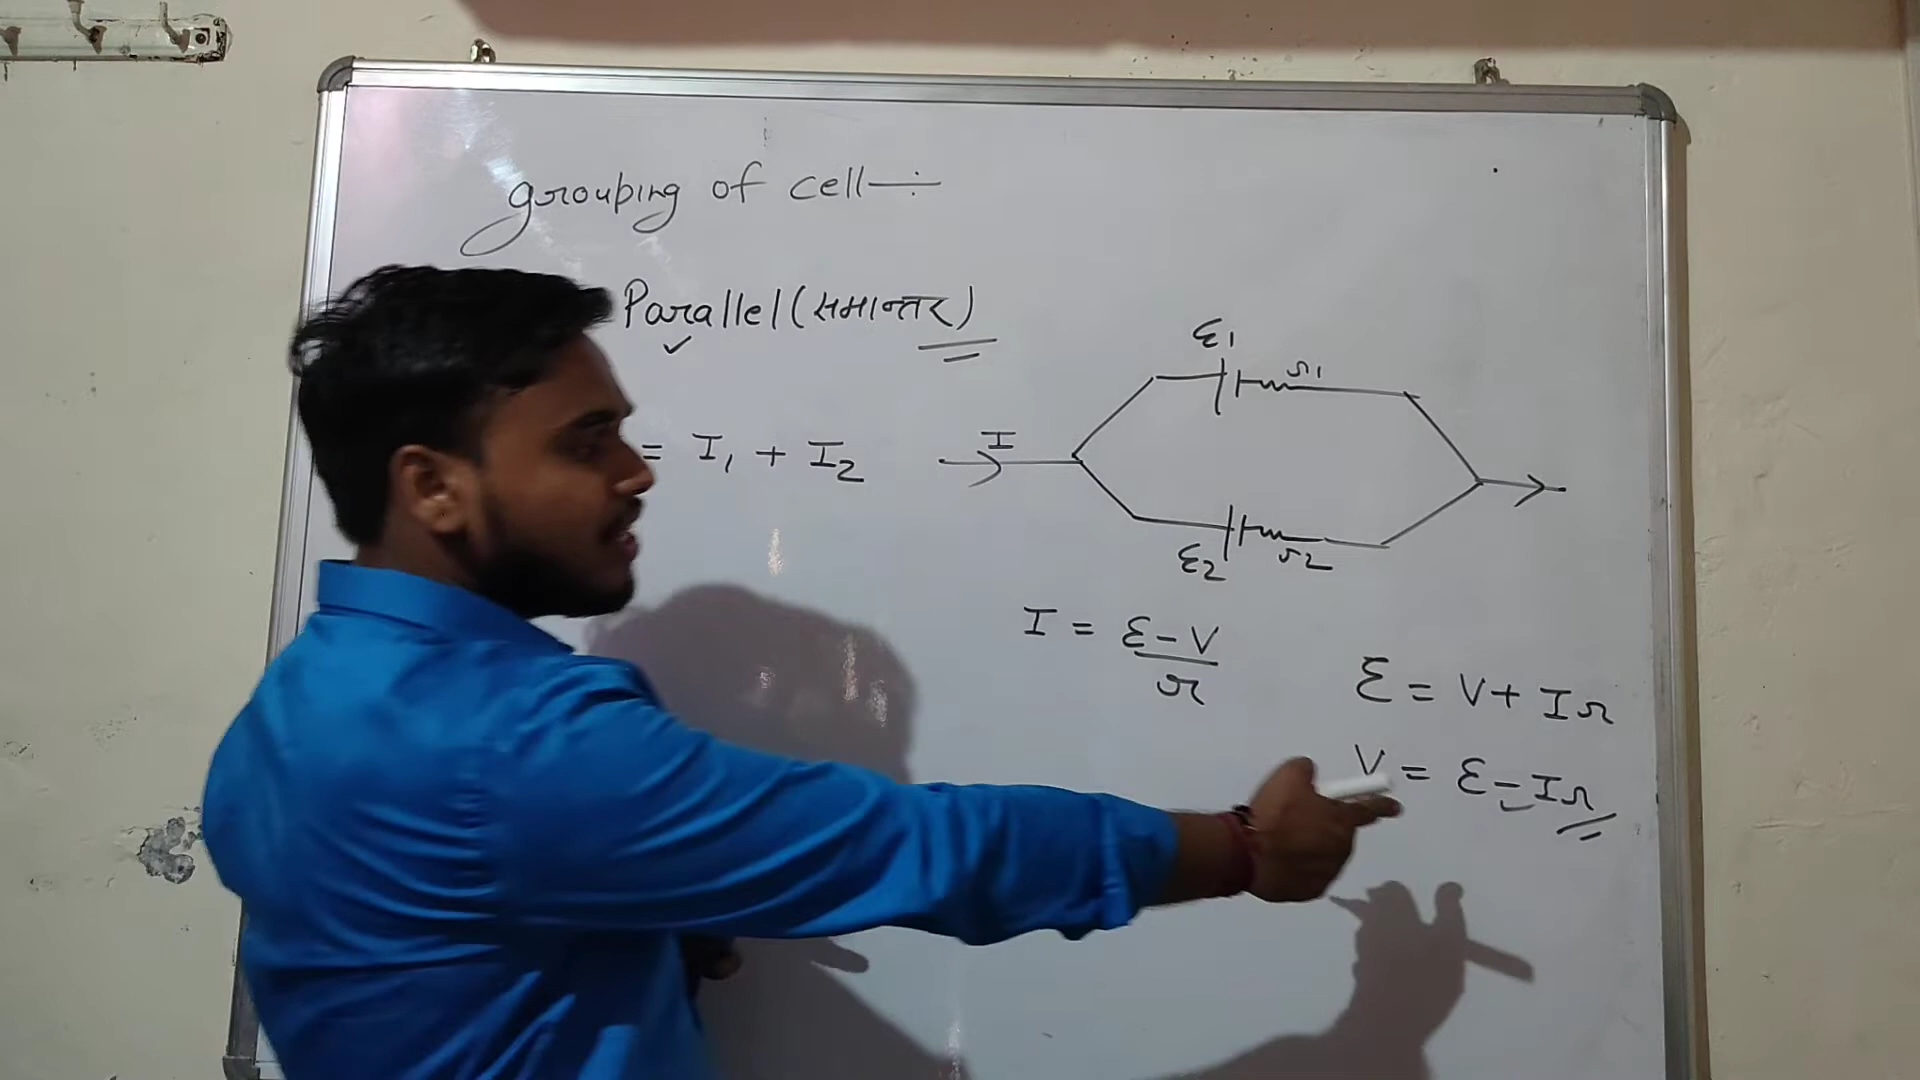 grouping of cell
Parallel (समान्तर)
= I₁ + I₂
I
ε₁
r₁
ε₂
r₂
I = (ε - V) / r
ε = V + Ir
V = ε - Ir